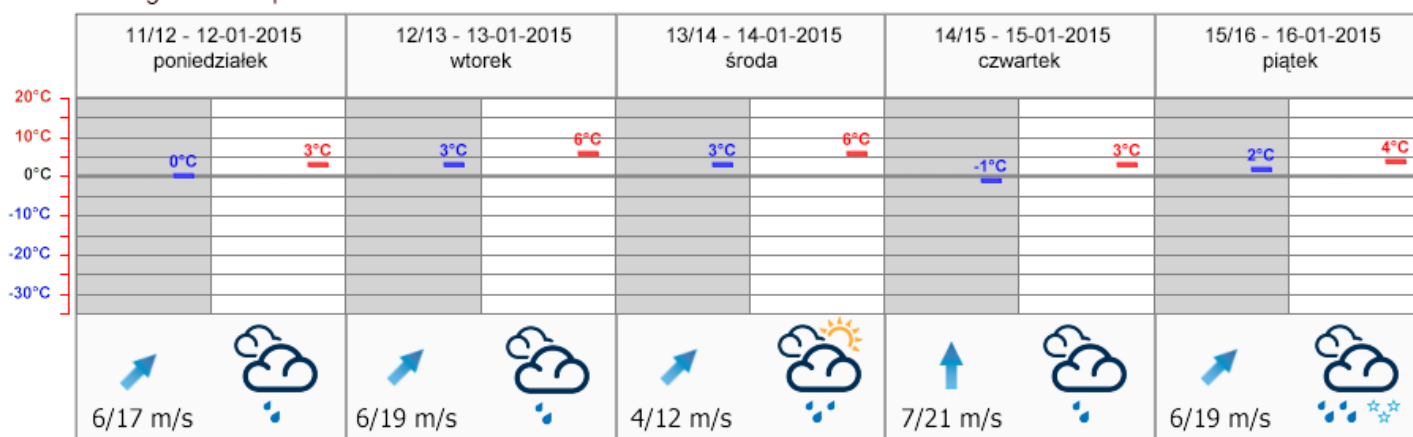 11/12 - 12-01-2015
poniedziałek
12/13 - 13-01-2015
wtorek
13/14 - 14-01-2015
środa
14/15 - 15-01-2015
czwartek
15/16 - 16-01-2015
piątek
20°C
10°C
0°C
-10°C
-20°C
-30°C
0°C
3°C
3°C
6°C
3°C
6°C
-1°C
3°C
2°C
4°C
6/17 m/s
6/19 m/s
4/12 m/s
7/21 m/s
6/19 m/s